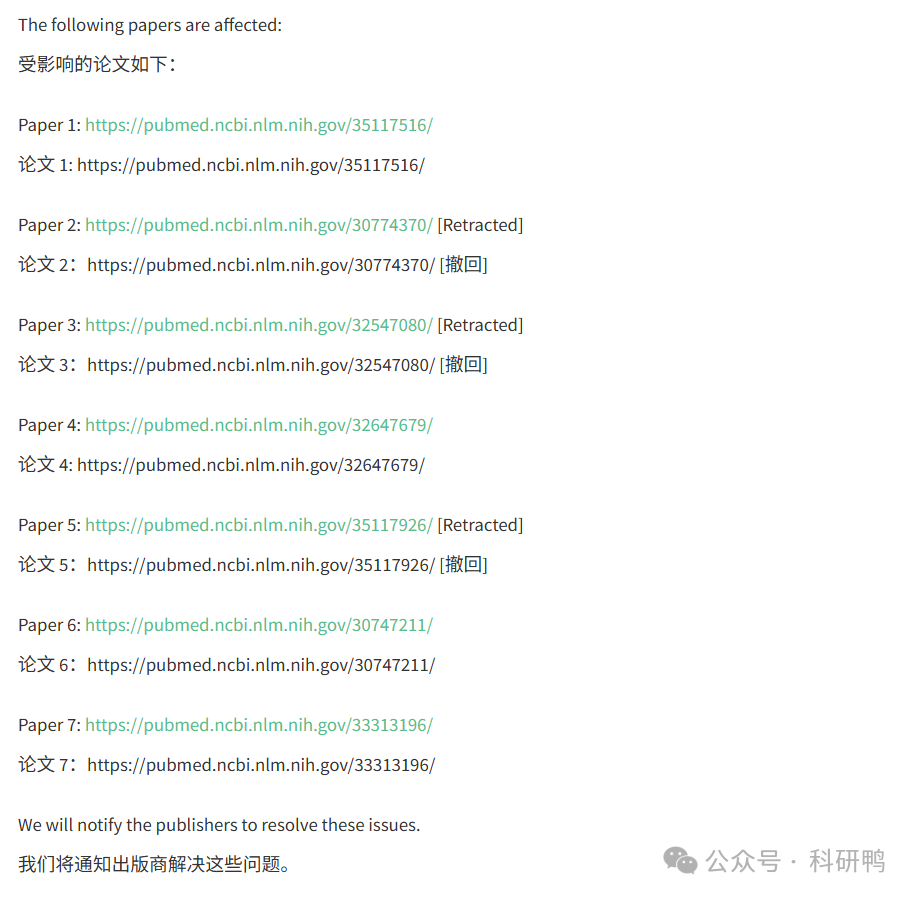 The following papers are affected:
受影响的论文如下：
Paper 1: https://pubmed.ncbi.nlm.nih.gov/35117516/
论文 1: https://pubmed.ncbi.nlm.nih.gov/35117516/
Paper 2: https://pubmed.ncbi.nlm.nih.gov/30774370/ [Retracted]
论文 2：https://pubmed.ncbi.nlm.nih.gov/30774370/ [撤回]
Paper 3: https://pubmed.ncbi.nlm.nih.gov/32547080/ [Retracted]
论文 3：https://pubmed.ncbi.nlm.nih.gov/32547080/ [撤回]
Paper 4: https://pubmed.ncbi.nlm.nih.gov/32647679/
论文 4: https://pubmed.ncbi.nlm.nih.gov/32647679/
Paper 5: https://pubmed.ncbi.nlm.nih.gov/35117926/ [Retracted]
论文 5：https://pubmed.ncbi.nlm.nih.gov/35117926/ [撤回]
Paper 6: https://pubmed.ncbi.nlm.nih.gov/30747211/
论文 6：https://pubmed.ncbi.nlm.nih.gov/30747211/
Paper 7: https://pubmed.ncbi.nlm.nih.gov/33313196/
论文 7：https://pubmed.ncbi.nlm.nih.gov/33313196/
We will notify the publishers to resolve these issues.
我们将通知出版商解决这些问题。
公众号 · 科研鸭